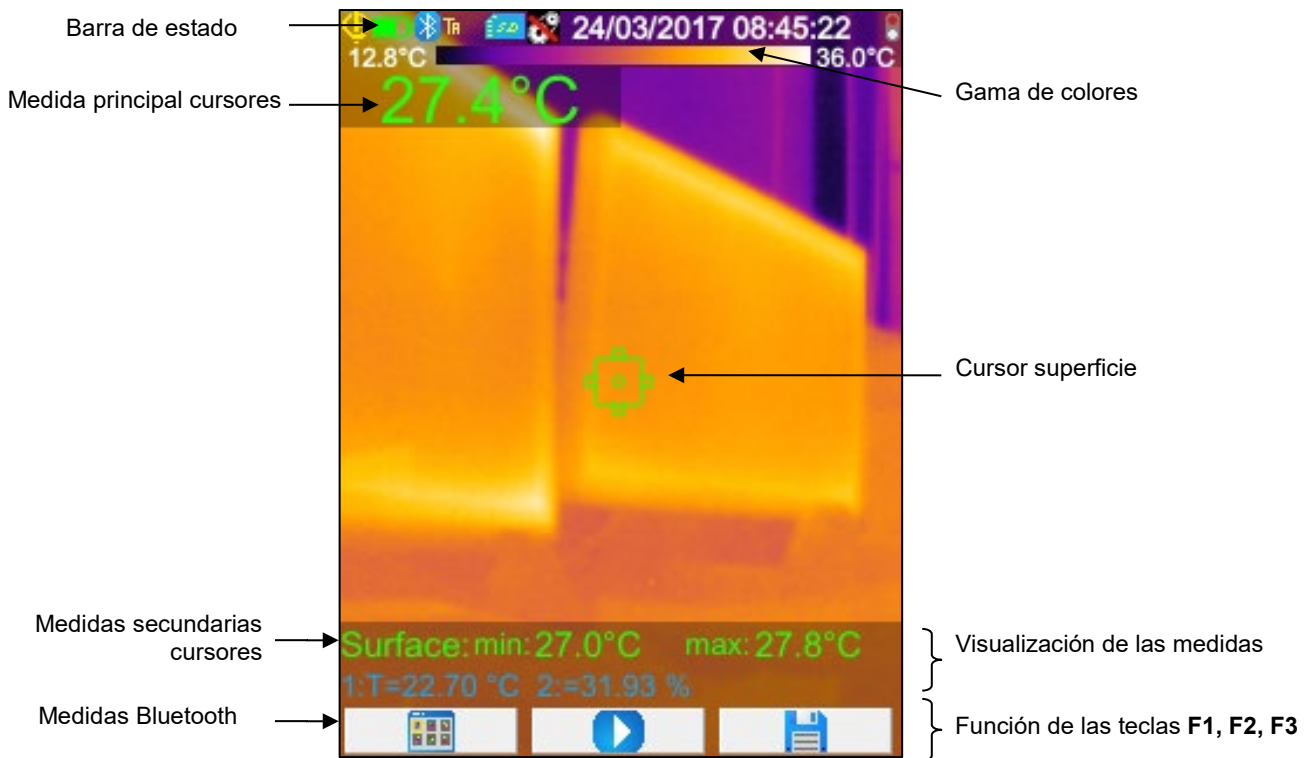 Barra de estado
TA SD 24/03/2017 08:45:22
12.8°C 36.0°C
Medida principal cursores
27.4°C
Gama de colores
Cursor superficie
Medidas secundarias
cursores
Surface: min: 27.0°C max: 27.8°C
Visualización de las medidas
1:T=22.70 °C 2:=31.93 %
Medidas Bluetooth
Función de las teclas F1, F2, F3